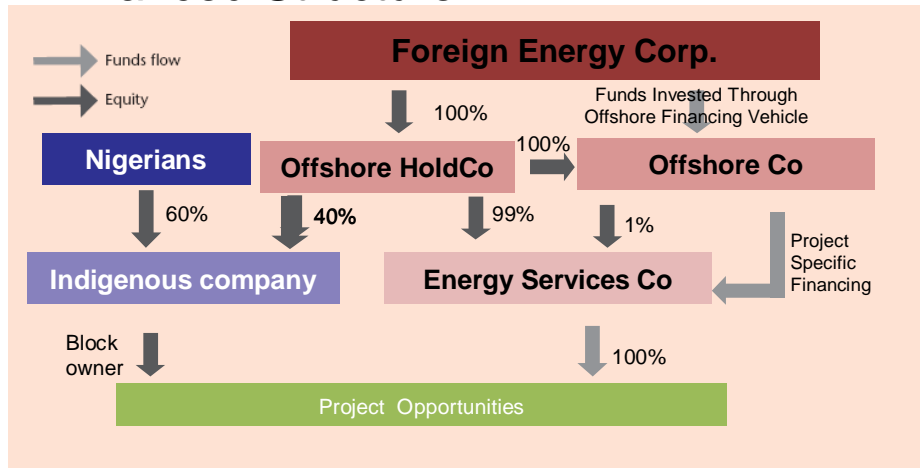 Foreign Energy Corp.
Funds flow
Equity
Funds Invested Through
Offshore Financing Vehicle
100%
Nigerians
Offshore HoldCo
100%
Offshore Co
60%
40%
99%
1%
Project
Specific
Financing
Indigenous company
Energy Services Co
Block
owner
100%
Project Opportunities